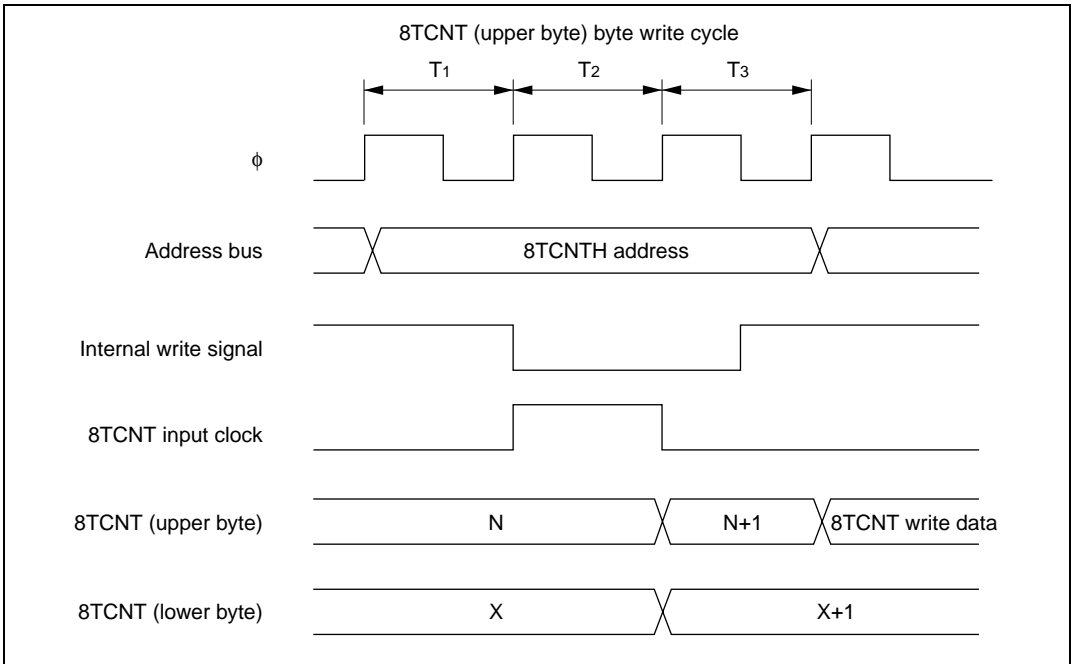 8TCNT (upper byte) byte write cycle
T1 T2 T3
ϕ
Address bus 8TCNTH address
Internal write signal
8TCNT input clock
8TCNT (upper byte) N N+1 8TCNT write data
8TCNT (lower byte) X X+1